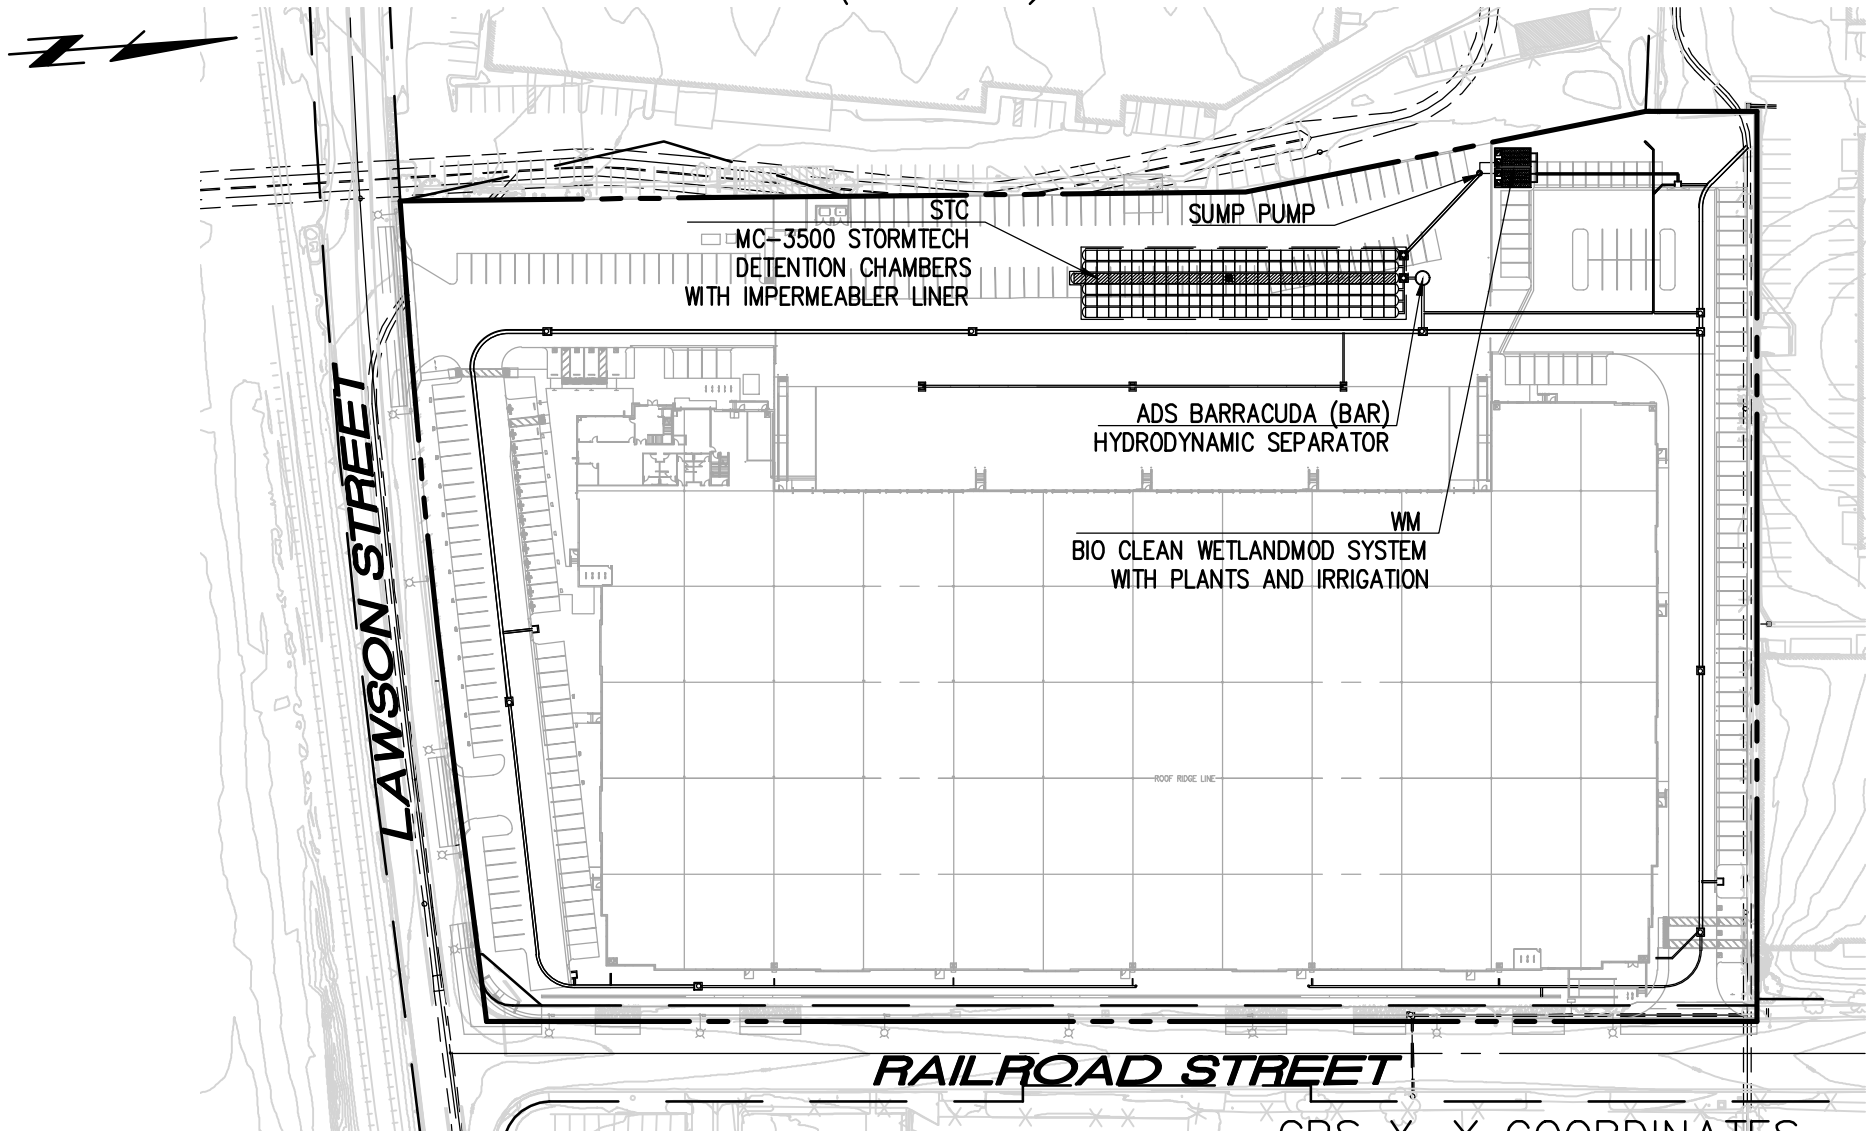 STC
MC-3500 STORMTECH
DETENTION CHAMBERS
WITH IMPERMEABLER LINER
SUMP PUMP
ADS BARRACUDA (BAR)
HYDRODYNAMIC SEPARATOR
WM
BIO CLEAN WETLANDMOD SYSTEM
WITH PLANTS AND IRRIGATION
LAWSON STREET
ROOF RIDGE LINE
RAILROAD STREET